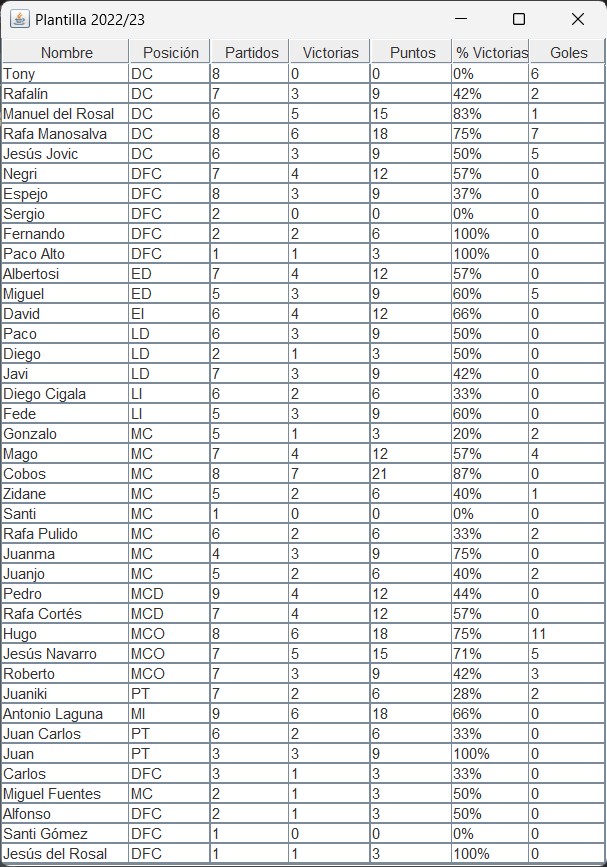 Plantilla 2022/23
Nombre Posición Partidos Victorias Puntos % Victorias Goles
Tony DC 8 0 0 0% 6
Rafalín DC 7 3 9 42% 2
Manuel del Rosal DC 6 5 15 83% 1
Rafa Manosalva DC 8 6 18 75% 7
Jesús Jovic DC 6 3 9 50% 5
Negri DFC 7 4 12 57% 0
Espejo DFC 8 3 9 37% 0
Sergio DFC 2 0 0 0% 0
Fernando DFC 2 2 6 100% 0
Paco Alto DFC 1 1 3 100% 0
Albertosi ED 7 4 12 57% 0
Miguel ED 5 3 9 60% 5
David EI 6 4 12 66% 0
Paco LD 6 3 9 50% 0
Diego LD 2 1 3 50% 0
Javi LD 7 3 9 42% 0
Diego Cigala LI 6 2 6 33% 0
Fede LI 5 3 9 60% 0
Gonzalo MC 5 1 3 20% 2
Mago MC 7 4 12 57% 4
Cobos MC 8 7 21 87% 0
Zidane MC 5 2 6 40% 1
Santi MC 1 0 0 0% 0
Rafa Pulido MC 6 2 6 33% 2
Juanma MC 4 3 9 75% 0
Juanjo MC 5 2 6 40% 2
Pedro MCD 9 4 12 44% 0
Rafa Cortés MCD 7 4 12 57% 0
Hugo MCO 8 6 18 75% 11
Jesús Navarro MCO 7 5 15 71% 5
Roberto MCO 7 3 9 42% 3
Juaniki PT 7 2 6 28% 2
Antonio Laguna MI 9 6 18 66% 0
Juan Carlos PT 6 2 6 33% 0
Juan PT 3 3 9 100% 0
Carlos DFC 3 1 3 33% 0
Miguel Fuentes MC 2 1 3 50% 0
Alfonso DFC 2 1 3 50% 0
Santi Gómez DFC 1 0 0 0% 0
Jesús del Rosal DFC 1 1 3 100% 0